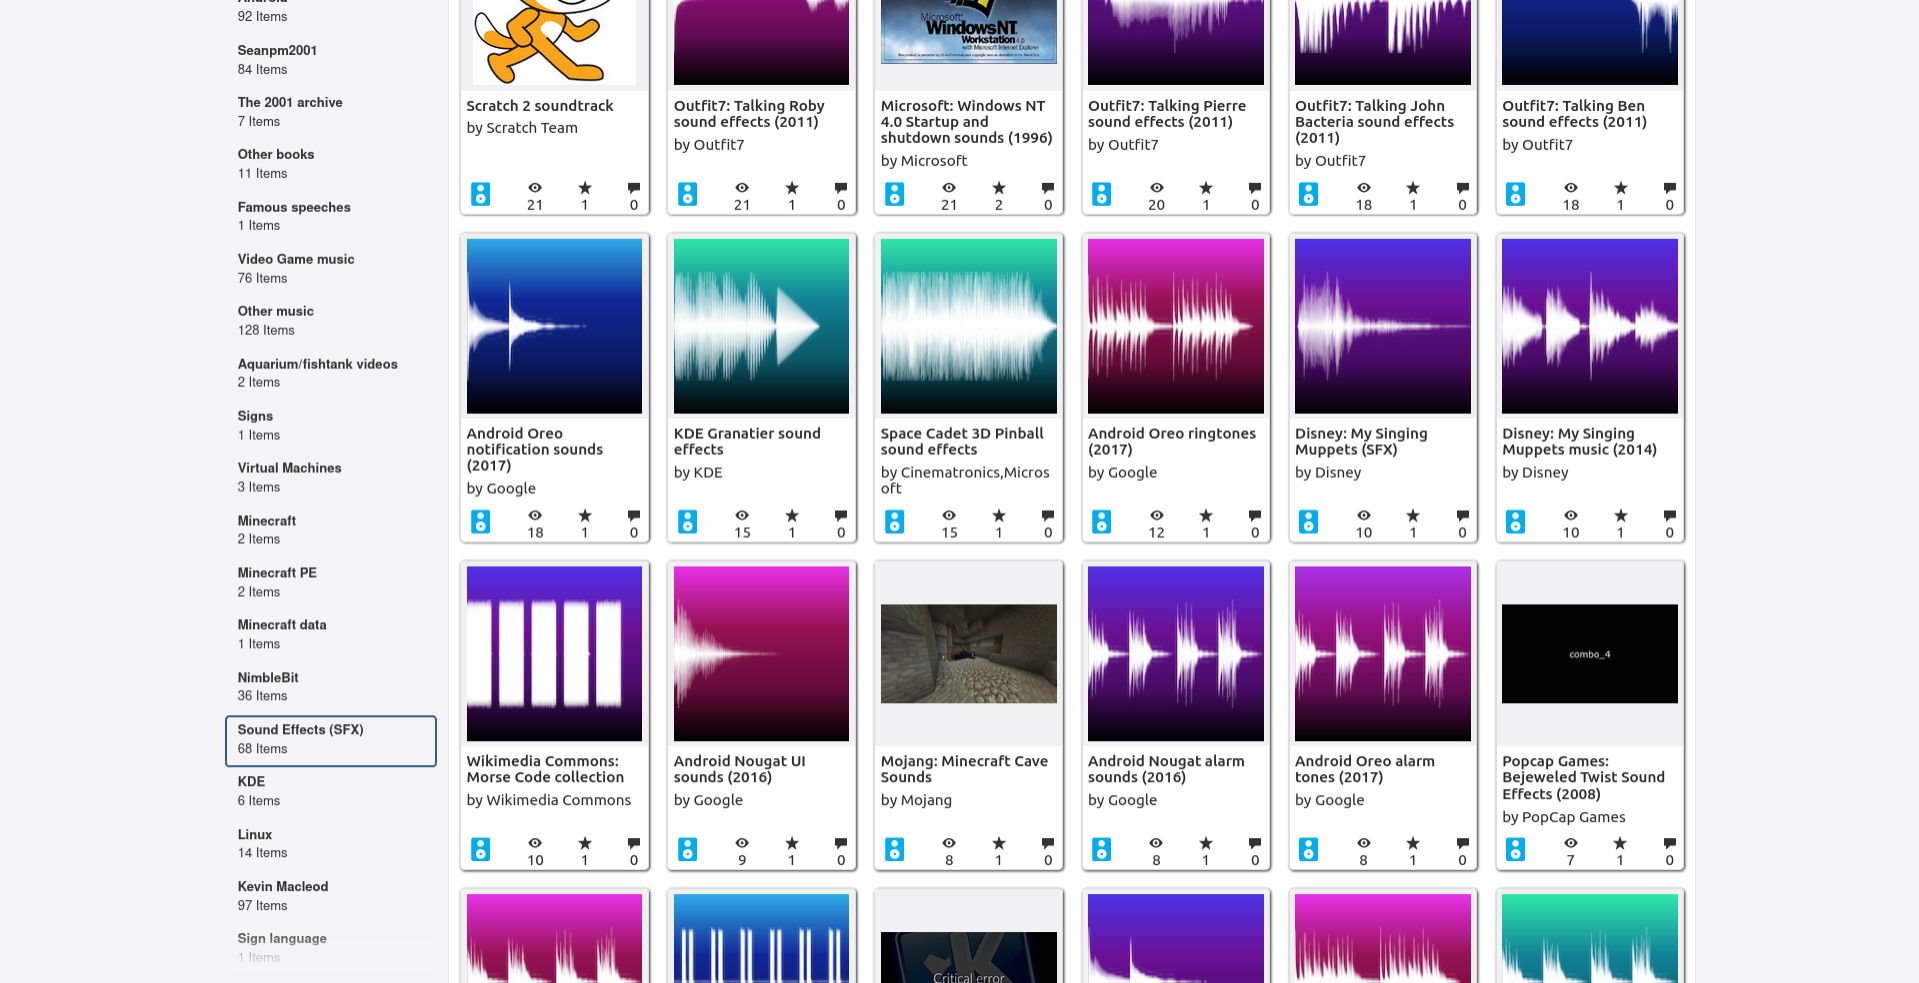 92 Items
Seanpm2001
84 Items
The 2001 archive
7 Items
Other books
11 Items
Famous speeches
1 Items
Video Game music
76 Items
Other music
128 Items
Aquarium/fishtank videos
2 Items
Signs
1 Items
Virtual Machines
3 Items
Minecraft
2 Items
Minecraft PE
2 Items
Minecraft data
1 Items
NimbleBit
36 Items
Sound Effects (SFX)
68 Items
KDE
6 Items
Linux
14 Items
Kevin Macleod
97 Items
Sign language
1 Items
Scratch 2 soundtrack
by Scratch Team
21
1
0
Outfit7: Talking Roby
sound effects (2011)
by Outfit7
21
1
0
Microsoft
WindowsNT
Workstation 4.0
with Microsoft Internet Explorer
Microsoft: Windows NT
4.0 Startup and
shutdown sounds (1996)
by Microsoft
21
2
0
Outfit7: Talking Pierre
sound effects (2011)
by Outfit7
20
1
0
Outfit7: Talking John
Bacteria sound effects
(2011)
by Outfit7
18
1
0
Outfit7: Talking Ben
sound effects (2011)
by Outfit7
18
1
0
Android Oreo
notification sounds
(2017)
by Google
18
1
0
KDE Granatier sound
effects
by KDE
15
1
0
Space Cadet 3D Pinball
sound effects
by Cinematronics,Micros
oft
15
1
0
Android Oreo ringtones
(2017)
by Google
12
1
0
Disney: My Singing
Muppets (SFX)
by Disney
10
1
0
Disney: My Singing
Muppets music (2014)
by Disney
10
1
0
Wikimedia Commons:
Morse Code collection
by Wikimedia Commons
10
1
0
Android Nougat UI
sounds (2016)
by Google
9
1
0
Mojang: Minecraft Cave
Sounds
by Mojang
8
1
0
Android Nougat alarm
sounds (2016)
by Google
8
1
0
Android Oreo alarm
tones (2017)
by Google
8
1
0
combo_4
Popcap Games:
Bejeweled Twist Sound
Effects (2008)
by PopCap Games
7
1
0
Critical error